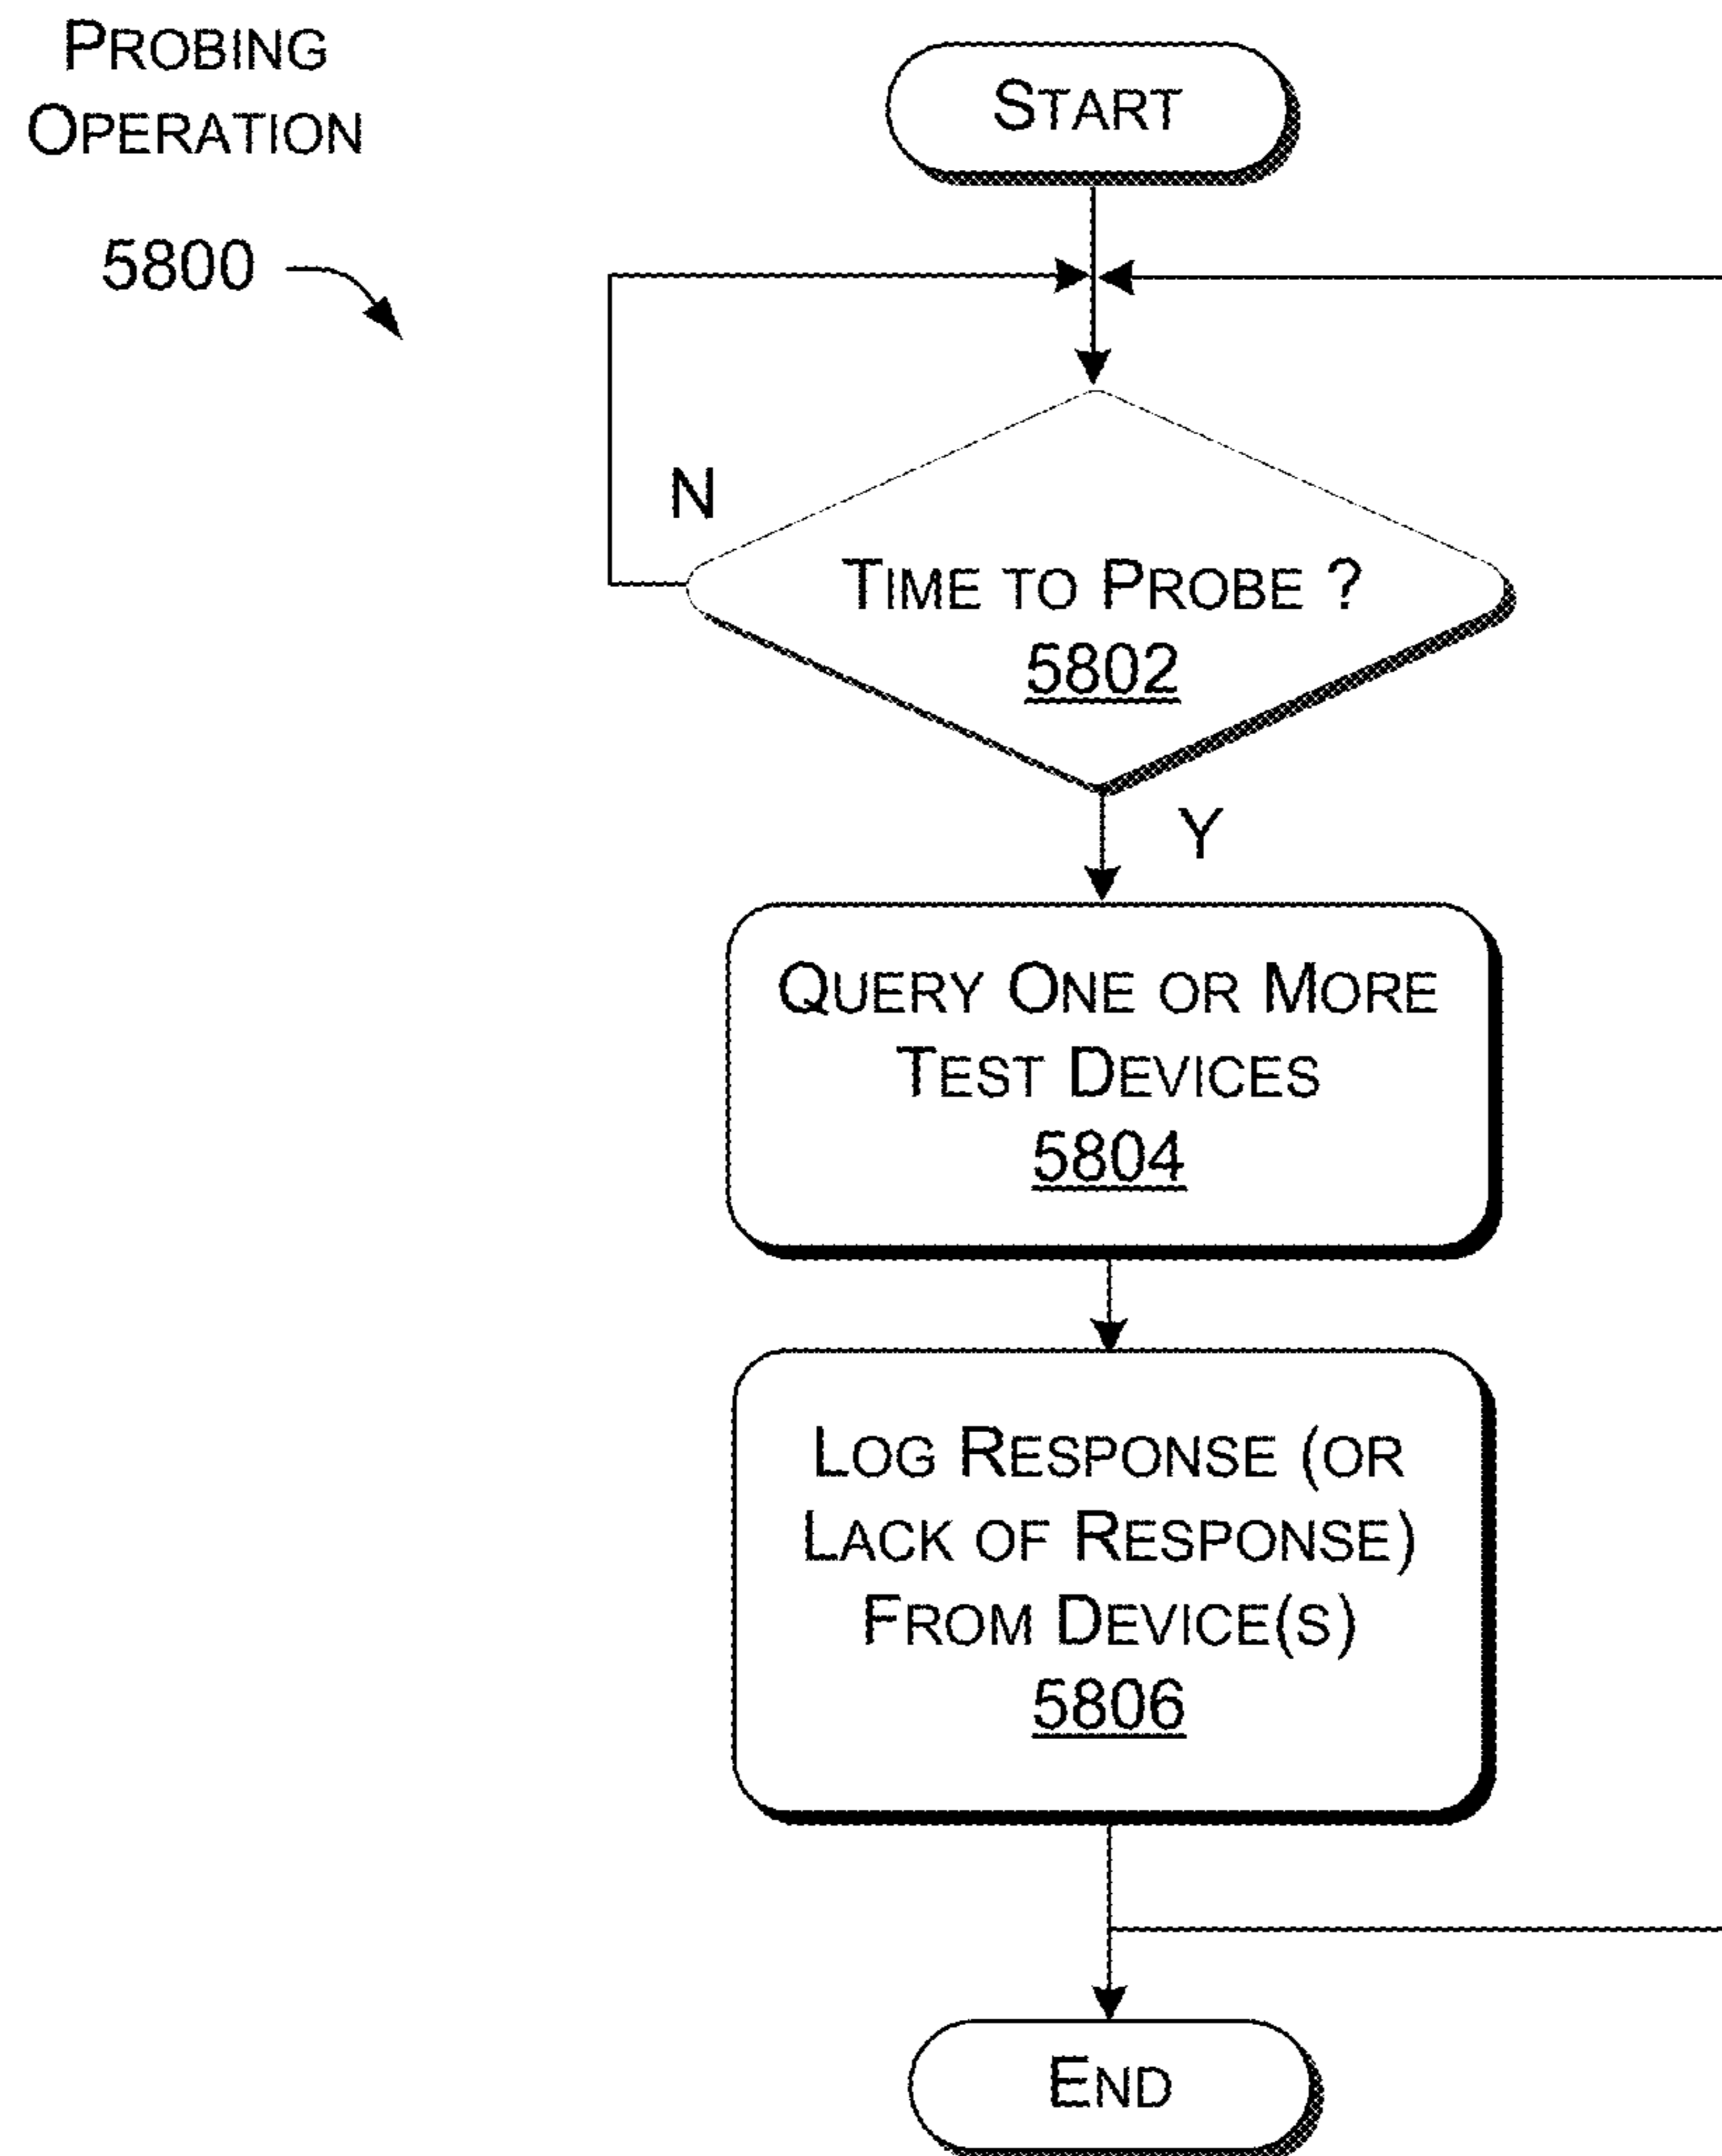 PROBING
OPERATION
5800
START
N
TIME TO PROBE ?
5802
Y
QUERY ONE OR MORE
TEST DEVICES
5804
LOG RESPONSE (OR
LACK OF RESPONSE)
FROM DEVICE(S)
5806
END